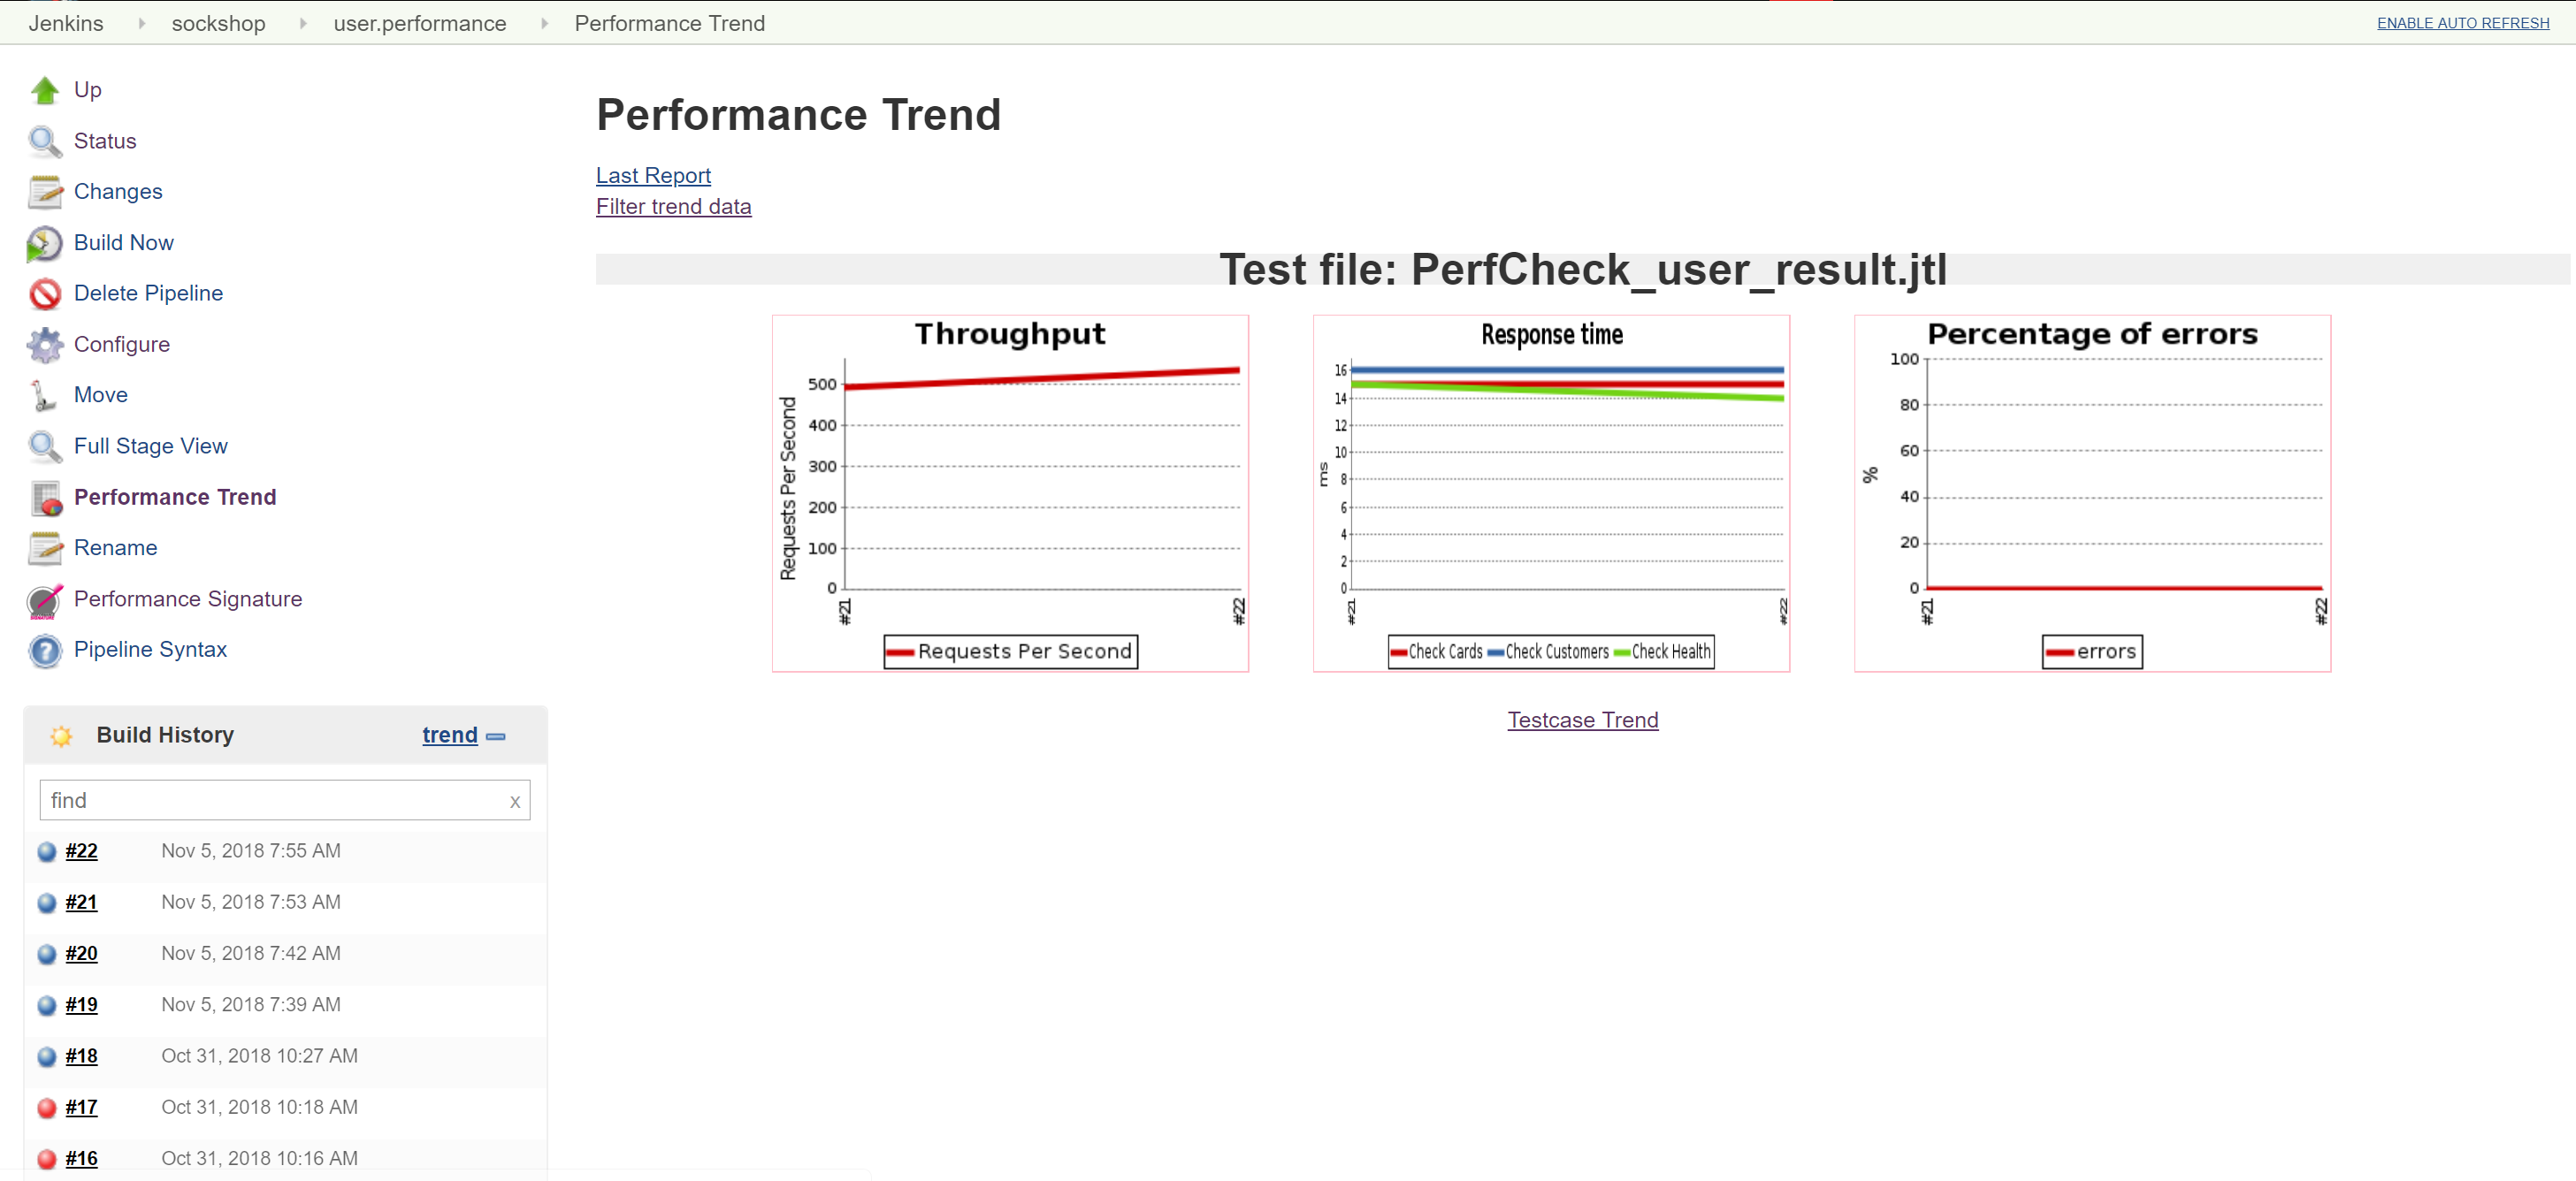 Jenkins sockshop user.performance Performance Trend ENABLE AUTO REFRESH
Up
Status
Changes
Build Now
Delete Pipeline
Configure
Move
Full Stage View
Performance Trend
Rename
Performance Signature
Pipeline Syntax
Build History trend
find x
#22 Nov 5, 2018 7:55 AM
#21 Nov 5, 2018 7:53 AM
#20 Nov 5, 2018 7:42 AM
#19 Nov 5, 2018 7:39 AM
#18 Oct 31, 2018 10:27 AM
#17 Oct 31, 2018 10:18 AM
#16 Oct 31, 2018 10:16 AM
Performance Trend
Last Report
Filter trend data
Test file: PerfCheck_user_result.jtl
Throughput
Requests Per Second
500
400
300
200
100
0
#21 #22
Requests Per Second
Response time
ms
16
14
12
10
8
6
4
2
0
#21 #22
Check Cards Check Customers Check Health
Percentage of errors
%
100
80
60
40
20
0
#21 #22
errors
Testcase Trend